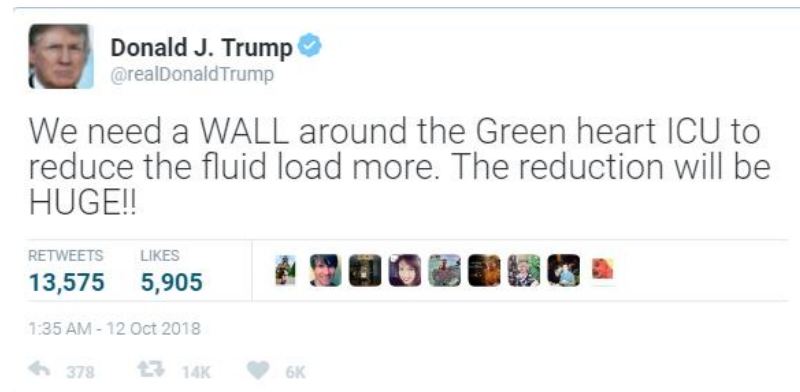 Donald J. Trump
@realDonaldTrump
We need a WALL around the Green heart ICU to
reduce the fluid load more. The reduction will be
HUGE!!
RETWEETS LIKES
13,575 5,905
1:35 AM - 12 Oct 2018
378 14K 6K